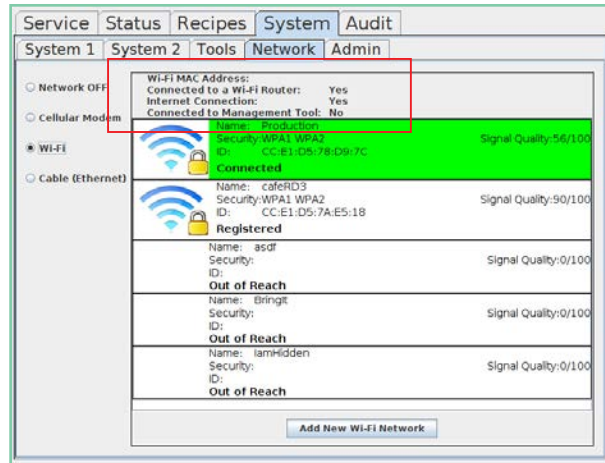 Service Status Recipes System Audit
System 1 System 2 Tools Network Admin
Network OFF
Cellular Modem
Wi-Fi
Cable (Ethernet)
Wi-Fi MAC Address:
Connected to a Wi-Fi Router: Yes
Internet Connection: Yes
Connected to Management Tool: No
Name: Production
Security:WPA1 WPA2 Signal Quality:56/100
ID: CC:E1:D5:78:D9:7C
Connected
Name: cafeRD3
Security:WPA1 WPA2 Signal Quality:90/100
ID: CC:E1:D5:7A:E5:18
Registered
Name: asdf
Security: Signal Quality:0/100
ID:
Out of Reach
Name: BringIt
Security: Signal Quality:0/100
ID:
Out of Reach
Name: IamHidden
Security: Signal Quality:0/100
ID:
Out of Reach
Add New Wi-Fi Network